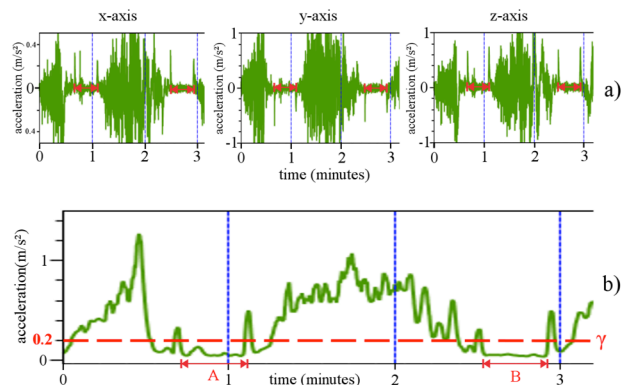 x-axis y-axis z-axis
acceleration (m/s²) 0.4 0 0.4 0 1 2 3
acceleration (m/s²) 1 0 -1 0 1 2 3
acceleration (m/s²) 1 0 -1 0 1 2 3
a)
time (minutes)
acceleration(m/s²)
1
b)
0.2 γ
0
A B
0 1 time (minutes) 2 3